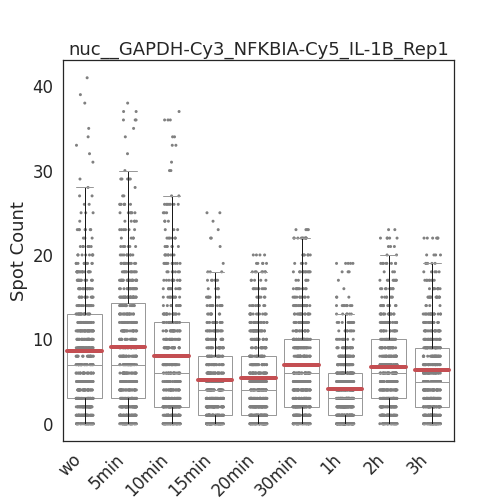 nuc__GAPDH-Cy3_NFKBIA-Cy5_IL-1B_Rep1
40
30
20
10
0
Spot Count
wo
5min
10min
15min
20min
30min
1h
2h
3h